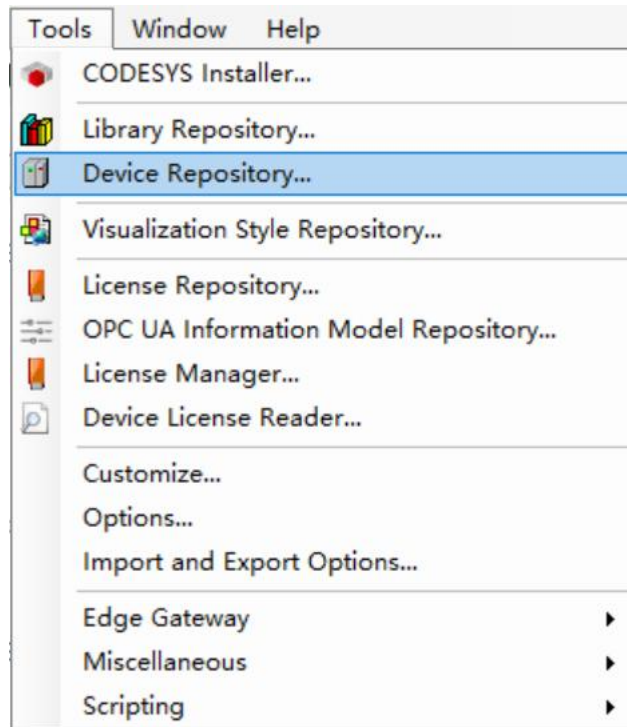 Tools Window Help
CODESYS Installer...
Library Repository...
Device Repository...
Visualization Style Repository...
License Repository...
OPC UA Information Model Repository...
License Manager...
Device License Reader...
Customize...
Options...
Import and Export Options...
Edge Gateway
Miscellaneous
Scripting